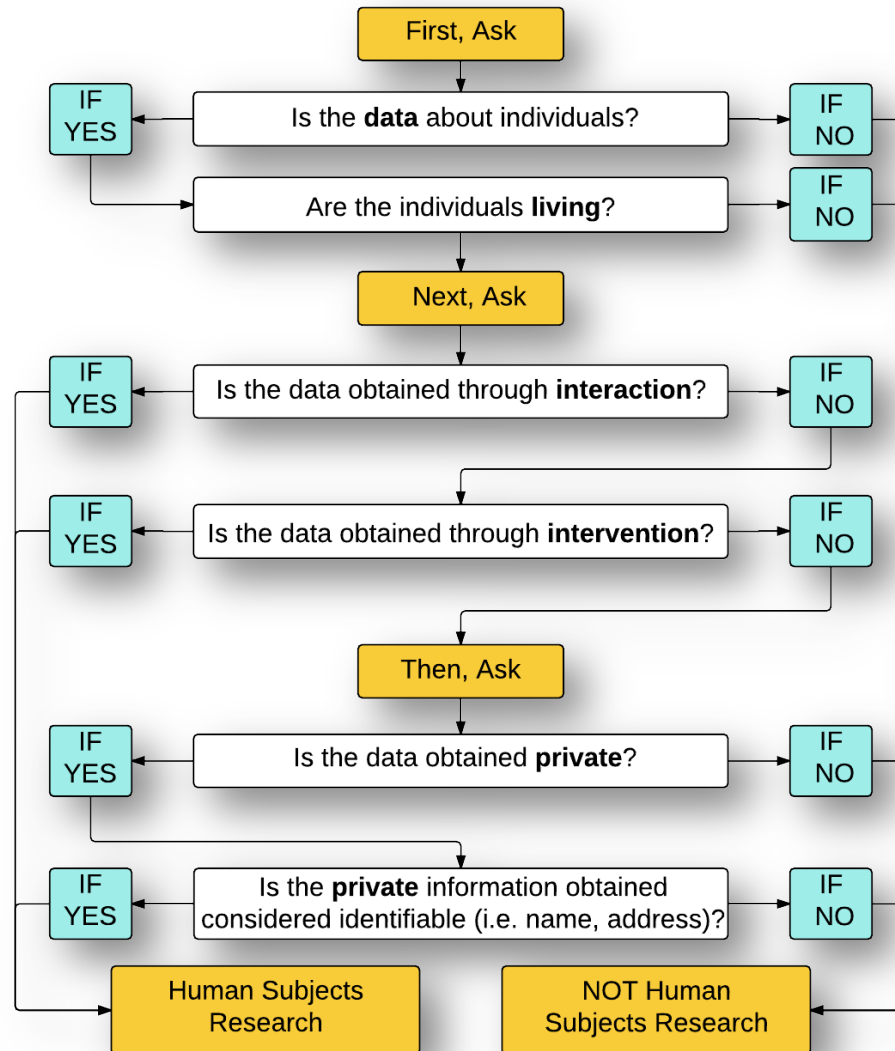 First, Ask
IF
YES
Is the data about individuals?
IF
NO
Are the individuals living?
IF
NO
Next, Ask
IF
YES
Is the data obtained through interaction?
IF
NO
IF
YES
Is the data obtained through intervention?
IF
NO
Then, Ask
IF
YES
Is the data obtained private?
IF
NO
IF
YES
Is the private information obtained
considered identifiable (i.e. name, address)?
IF
NO
Human Subjects
Research
NOT Human
Subjects Research